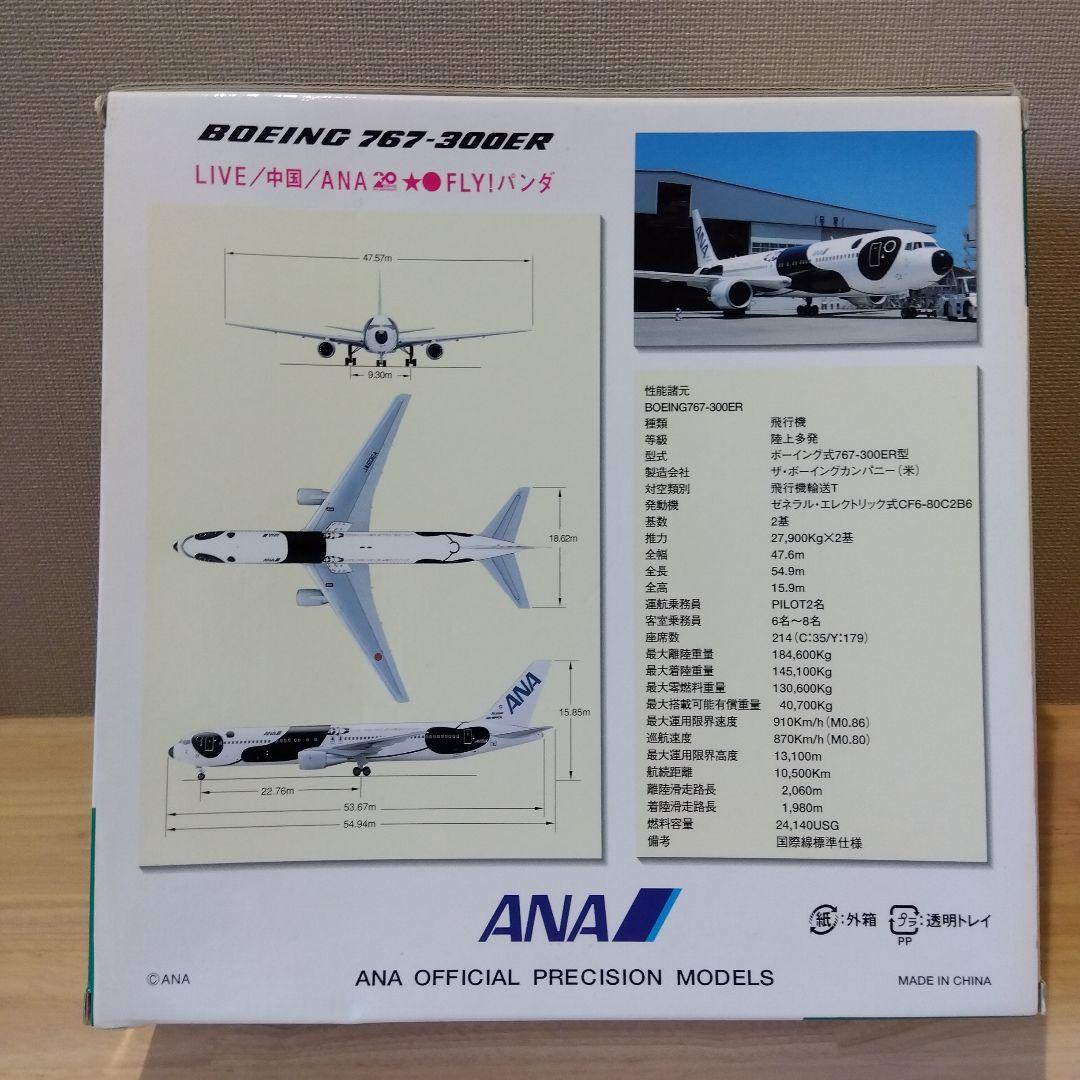 BOEING 767-300ER
LIVE/中国/ANA 20 ★●FLY!パンダ
47.57m
9.30m
JA606A
18.62m
ANA
ANA
15.85m
22.76m
53.67m
54.94m
ANA
性能諸元
BOEING767-300ER
種類 飛行機
等級 陸上多発
型式 ボーイング式767-300ER型
製造会社 ザ・ボーイングカンパニー(米)
対空類別 飛行機輸送T
発動機 ゼネラル・エレクトリック式CF6-80C2B6
基数 2基
推力 27,900Kg×2基
全幅 47.6m
全長 54.9m
全高 15.9m
運航乗務員 PILOT2名
客室乗務員 6名〜8名
座席数 214(C:35/Y:179)
最大離陸重量 184,600Kg
最大着陸重量 145,100Kg
最大零燃料重量 130,600Kg
最大搭載可能有償重量 40,700Kg
最大運用限界速度 910Km/h(M0.86)
巡航速度 870Km/h(M0.80)
最大運用限界高度 13,100m
航続距離 10,500Km
離陸滑走路長 2,060m
着陸滑走路長 1,980m
燃料容量 24,140USG
備考 国際線標準仕様
ANA
紙:外箱 プラ:透明トレイ
PP
©ANA
ANA OFFICIAL PRECISION MODELS
MADE IN CHINA